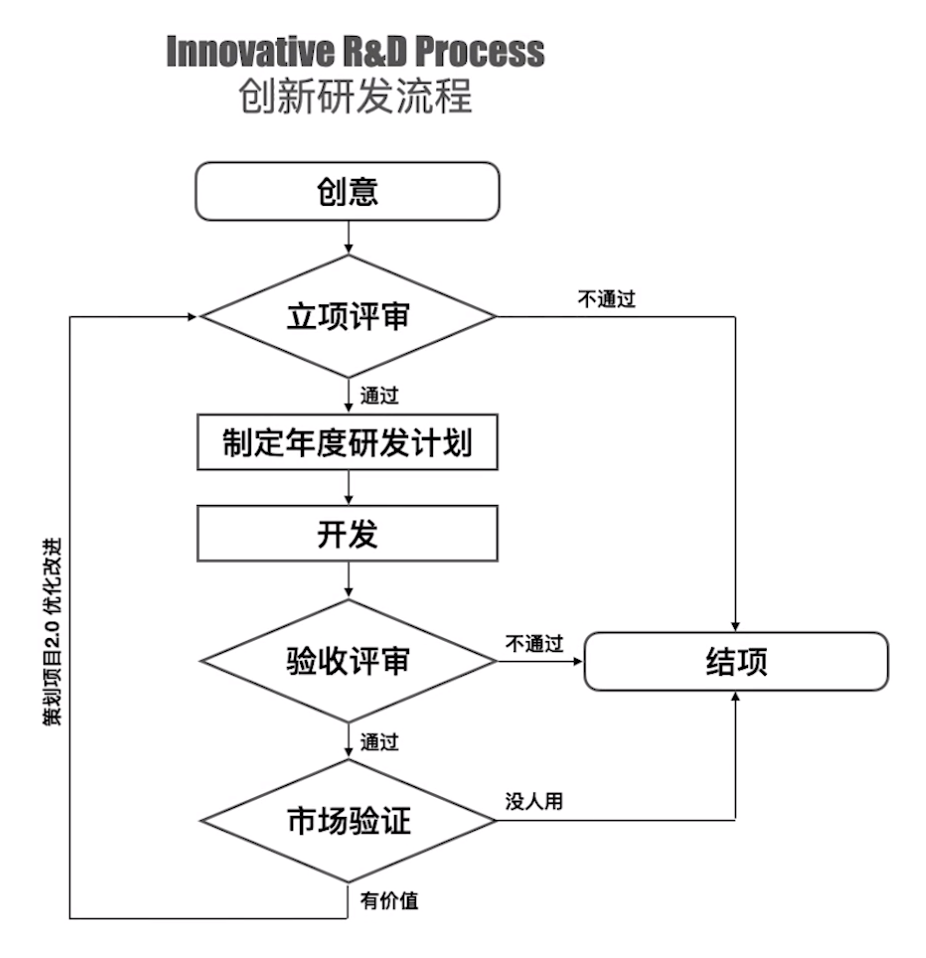 Innovative R&D Process
创新研发流程
创意
立项评审
不通过
通过
制定年度研发计划
开发
策划项目2.0 优化改进
验收评审
不通过
结项
通过
市场验证
没人用
有价值